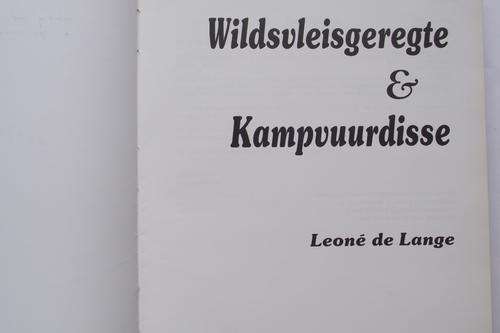 Wildsvleisgeregte
&
Kampvuurdisse
Leoné de Lange